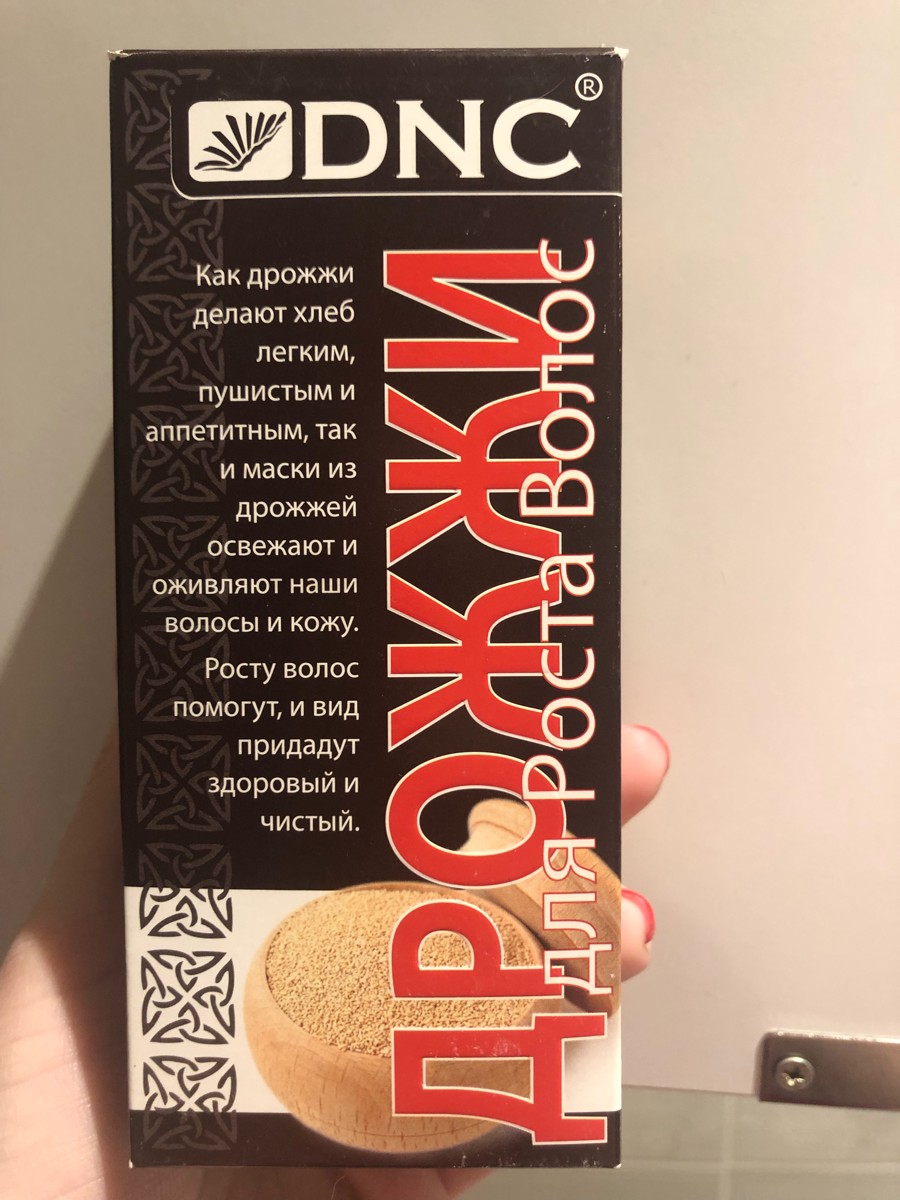 DNC®
Как дрожжи
делают хлеб
легким,
пушистым и
аппетитным, так
и маски из
дрожжей
освежают и
оживляют наши
волосы и кожу.
Росту волос
помогут, и вид
придадут
здоровый и
чистый.
ДРОЖЖИ
для Роста Волос